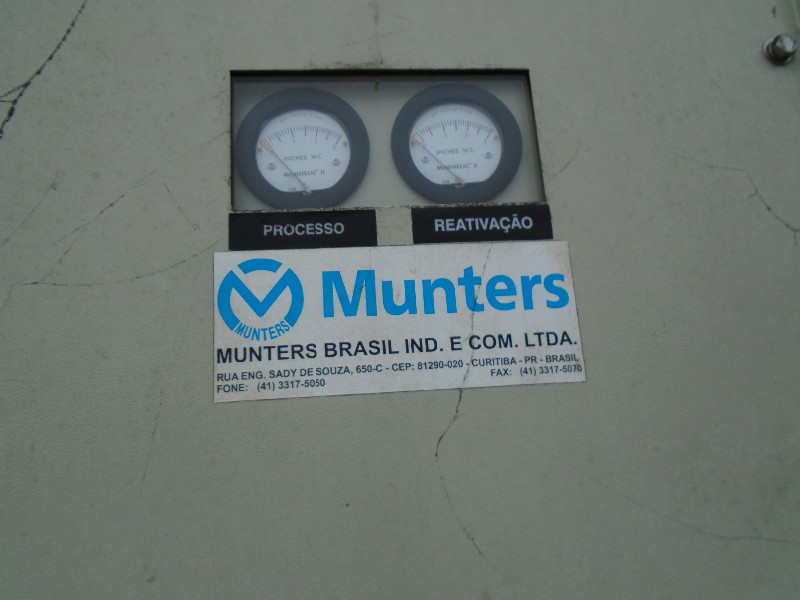 INCHES W.C.
MINIHELIC II
INCHES W.C.
MINIHELIC II
PROCESSO
REATIVAÇÃO
MUNTERS
Munters
MUNTERS BRASIL IND. E COM. LTDA.
RUA ENG. SADY DE SOUZA, 650-C - CEP: 81290-020 - CURITIBA - PR - BRASIL
FONE: (41) 3317-5050 FAX: (41) 3317-5070